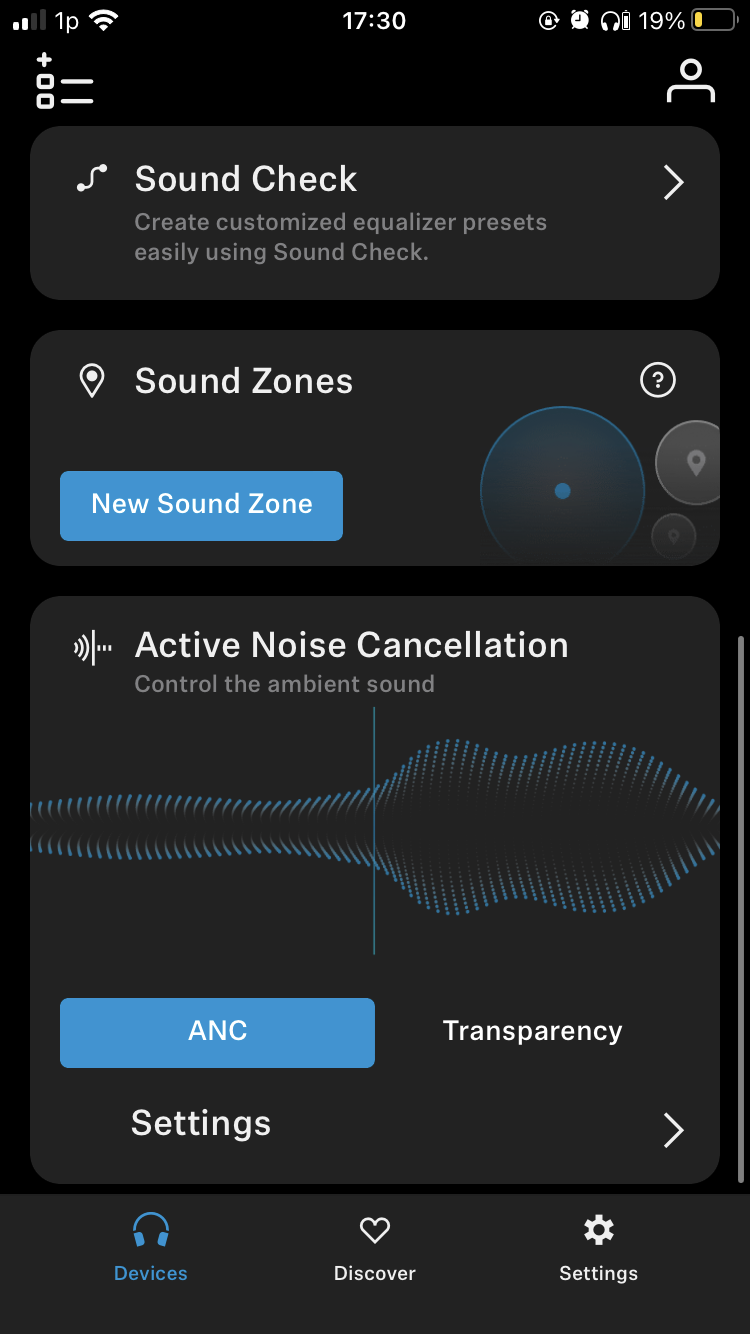 1p 17:30 19%
Sound Check
Create customized equalizer presets
easily using Sound Check.
Sound Zones
?
New Sound Zone
Active Noise Cancellation
Control the ambient sound
ANC Transparency
Settings
Devices Discover Settings